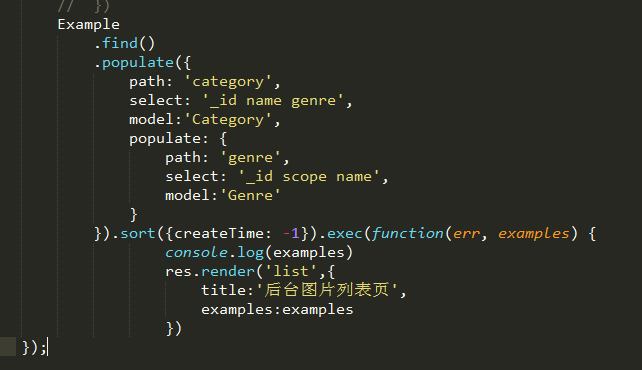 //  })
Example
.find()
.populate({
path: 'category',
select: '_id name genre',
model:'Category',
populate: {
path: 'genre',
select: '_id scope name',
model:'Genre'
}
}).sort({createTime: -1}).exec(function(err, examples) {
console.log(examples)
res.render('list',{
title:'后台图片列表页',
examples:examples
})
});